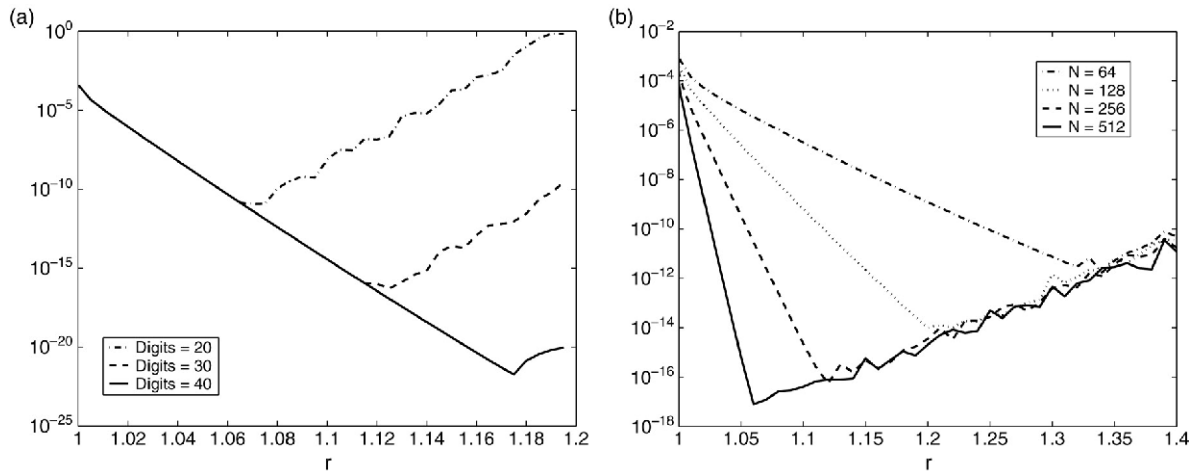 (a)
10^0
10^-5
10^-10
10^-15
10^-20
10^-25
Digits = 20
Digits = 30
Digits = 40
1 1.02 1.04 1.06 1.08 1.1 1.12 1.14 1.16 1.18 1.2
r
(b)
10^-2
10^-4
10^-6
10^-8
10^-10
10^-12
10^-14
10^-16
10^-18
N = 64
N = 128
N = 256
N = 512
1 1.05 1.1 1.15 1.2 1.25 1.3 1.35 1.4
r